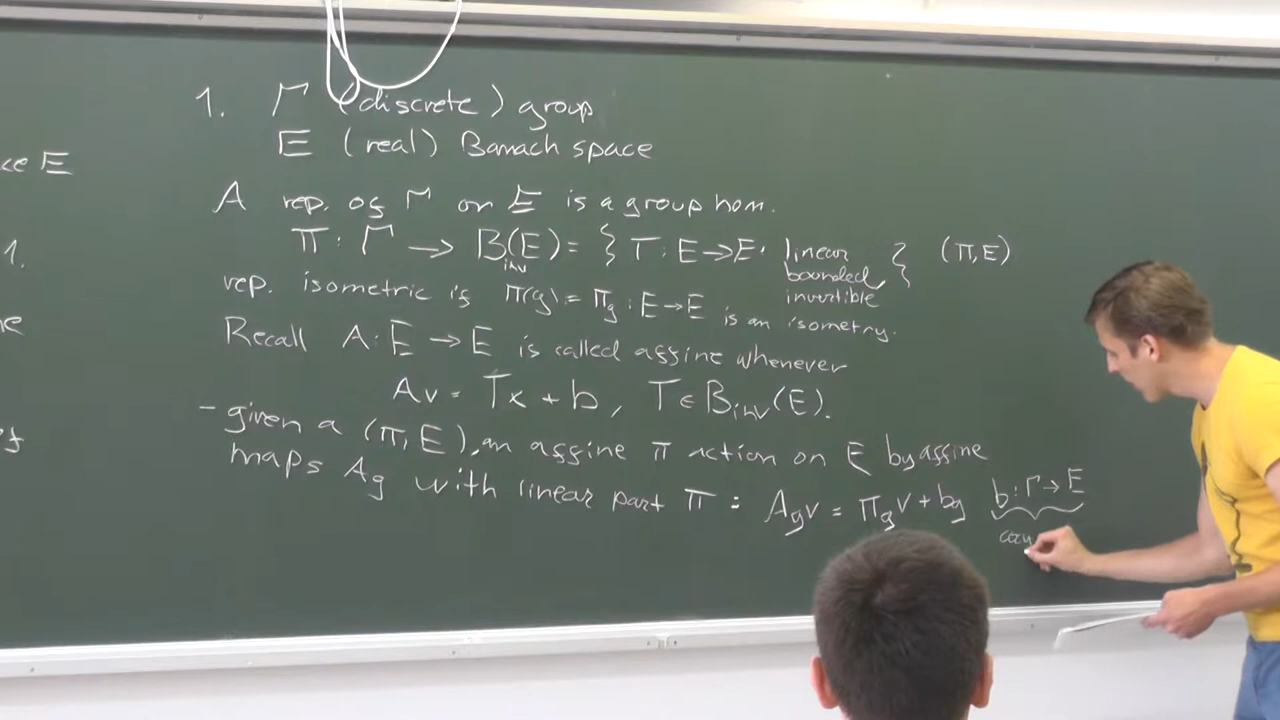 ce E
1.
1. Γ (discrete) group
E (real) Banach space
A rep. of Γ on E is a group hom.
π : Γ → B_inv(E) = { T : E → E : linear bounded invertible } (π, E)
rep. isometric if π(g) = π_g : E → E is an isometry.
Recall A : E → E is called affine whenever
Av = Tx + b, T ∈ B_inv(E).
- given a (π, E), an affine π action on E by affine
maps A_g with linear part π : A_g v = π_g v + b_g b : Γ → E